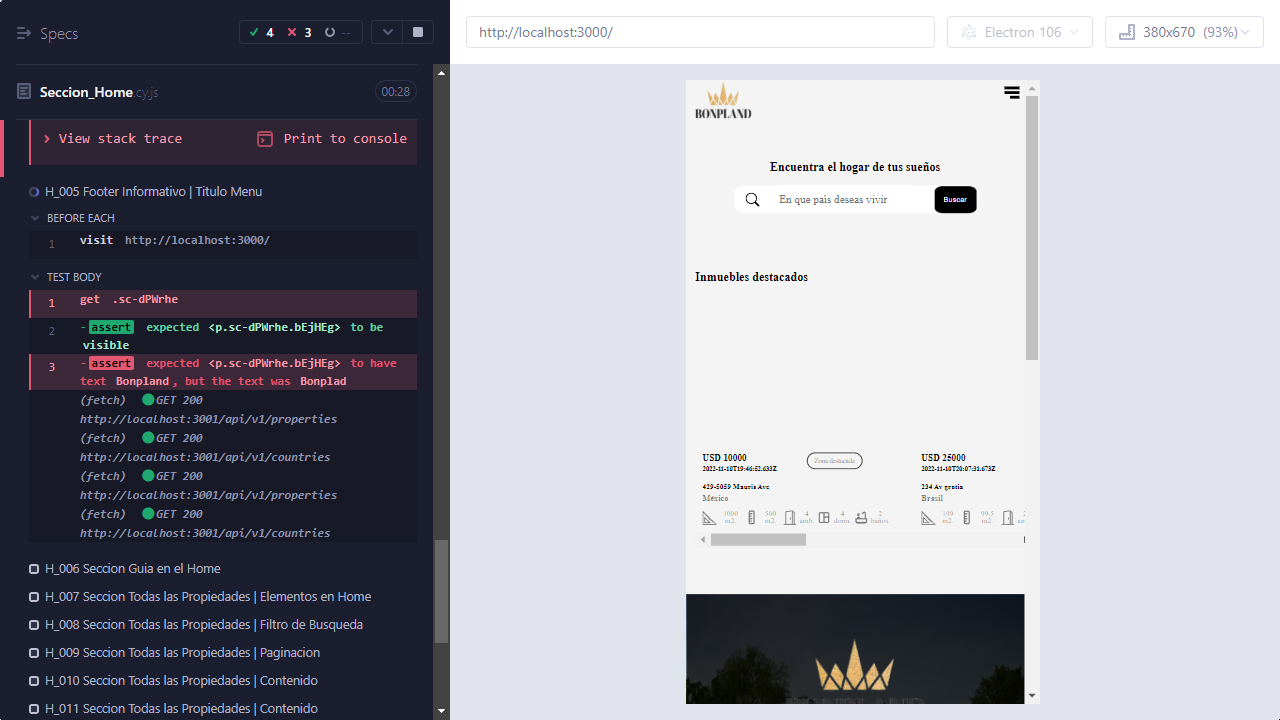 Specs
4
3
--
Seccion_Home.cy.js
00:28
View stack trace
Print to console
H_005 Footer Informativo | Titulo Menu
BEFORE EACH
1 visit http://localhost:3000/
TEST BODY
1 get .sc-dPWrhe
2 -assert expected <p.sc-dPWrhe.bEjHEg> to be
visible
3 -assert expected <p.sc-dPWrhe.bEjHEg> to have
text Bonpland, but the text was Bonplad
(fetch) GET 200
http://localhost:3001/api/v1/properties
(fetch) GET 200
http://localhost:3001/api/v1/countries
(fetch) GET 200
http://localhost:3001/api/v1/properties
(fetch) GET 200
http://localhost:3001/api/v1/countries
H_006 Seccion Guia en el Home
H_007 Seccion Todas las Propiedades | Elementos en Home
H_008 Seccion Todas las Propiedades | Filtro de Busqueda
H_009 Seccion Todas las Propiedades | Paginacion
H_010 Seccion Todas las Propiedades | Contenido
H_011 Seccion Todas las Propiedades | Contenido
http://localhost:3000/
Electron 106
380x670 (93%)
BONPLAND
Encuentra el hogar de tus sueños
En que país deseas vivir
Buscar
Inmuebles destacados
USD 10000
2022-11-10T19:46:52.633Z
Zona destacada
429-5059 Mauris Ave
México
1000 m2.
500 m2.
4 amb.
4 dorm.
2 baños.
USD 25000
2022-11-10T20:07:31.673Z
234 Av gratia
Brasil
199 m2.
99.5 m2.
BONPLAND